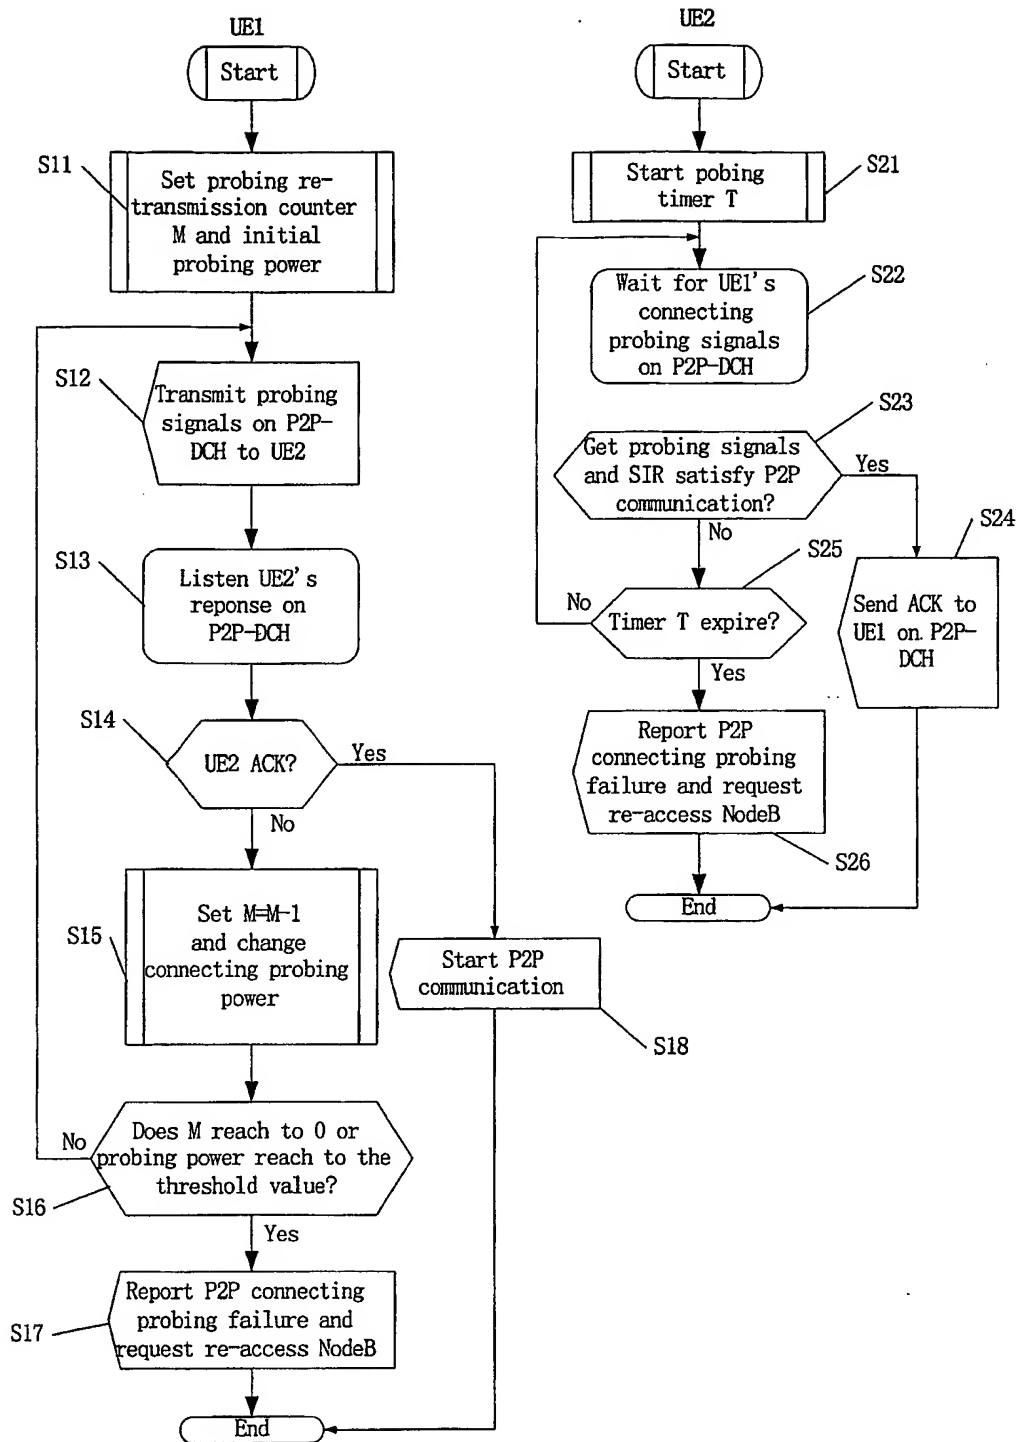 UE1
Start
S11
Set probing re-
transmission counter
M and initial
probing power
S12
Transmit probing
signals on P2P-
DCH to UE2
S13
Listen UE2's
reponse on
P2P-DCH
S14
UE2 ACK?
Yes
No
S15
Set M=M-1
and change
connecting probing
power
Start P2P
communication
S18
No
Does M reach to 0 or
probing power reach to the
threshold value?
S16
Yes
Report P2P connecting
probing failure and
request re-access NodeB
S17
End
UE2
Start
S21
Start pobing
timer T
S22
Wait for UE1's
connecting
probing signals
on P2P-DCH
S23
Get probing signals
and SIR satisfy P2P
communication?
Yes
No
S24
Send ACK to
UE1 on P2P-
DCH
S25
No
Timer T expire?
Yes
Report P2P
connecting probing
failure and request
re-access NodeB
S26
End